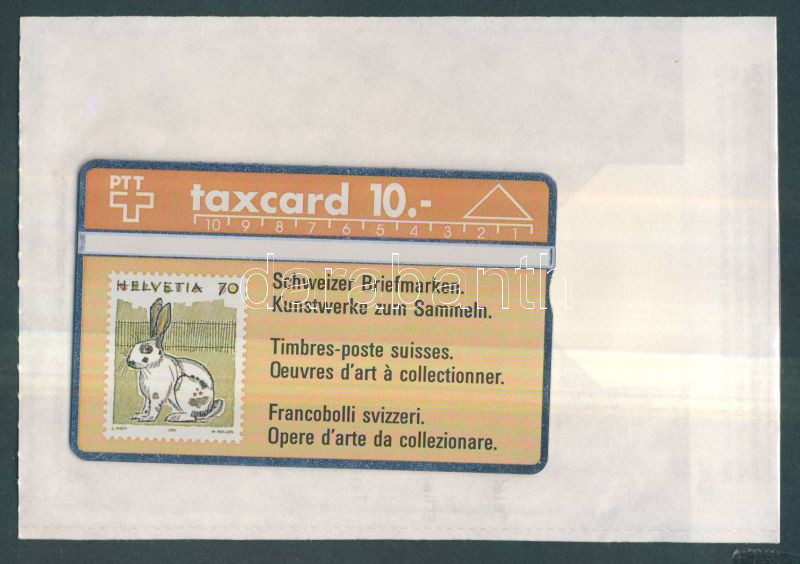 PTT
taxcard 10.-
10 9 8 7 6 5 4 3 2 1
darabanth
HELVETIA 70
Schweizer Briefmarken.
Kunstwerke zum Sammeln.
Timbres-poste suisses.
Oeuvres d'art à collectionner.
Francobolli svizzeri.
Opere d'arte da collezionare.